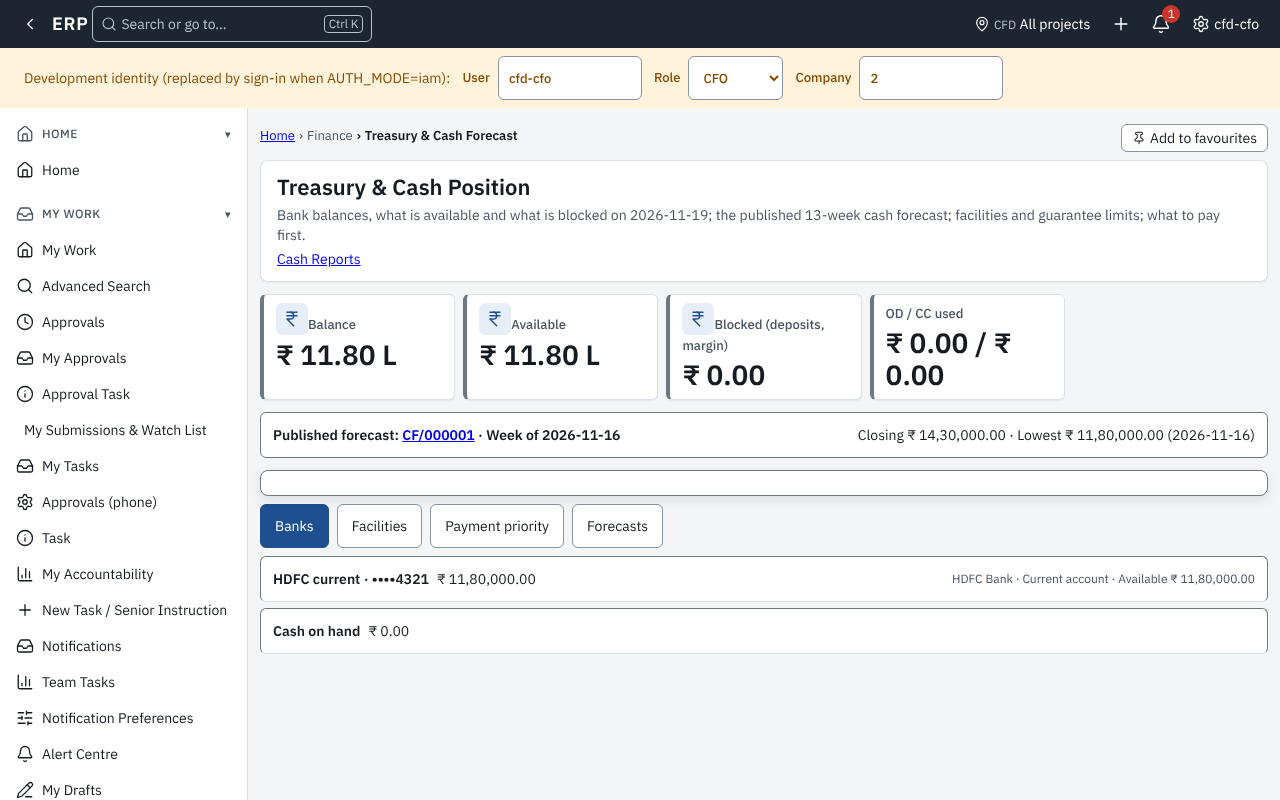 ERP
Search or go to...
Ctrl K
CFD All projects
1
cfd-cfo
Development identity (replaced by sign-in when AUTH_MODE=iam):
User
cfd-cfo
Role
CFO
Company
2
HOME
Home
MY WORK
My Work
Advanced Search
Approvals
My Approvals
Approval Task
My Submissions & Watch List
My Tasks
Approvals (phone)
Task
My Accountability
New Task / Senior Instruction
Notifications
Team Tasks
Notification Preferences
Alert Centre
My Drafts
Home › Finance › Treasury & Cash Forecast
Add to favourites
Treasury & Cash Position
Bank balances, what is available and what is blocked on 2026-11-19; the published 13-week cash forecast; facilities and guarantee limits; what to pay
first.
Cash Reports
₹ Balance
₹ 11.80 L
₹ Available
₹ 11.80 L
₹ Blocked (deposits,
margin)
₹ 0.00
OD / CC used
₹ 0.00 / ₹
0.00
Published forecast: CF/000001 · Week of 2026-11-16
Closing ₹ 14,30,000.00 · Lowest ₹ 11,80,000.00 (2026-11-16)
Banks
Facilities
Payment priority
Forecasts
HDFC current · ••••4321 ₹ 11,80,000.00
HDFC Bank · Current account · Available ₹ 11,80,000.00
Cash on hand ₹ 0.00